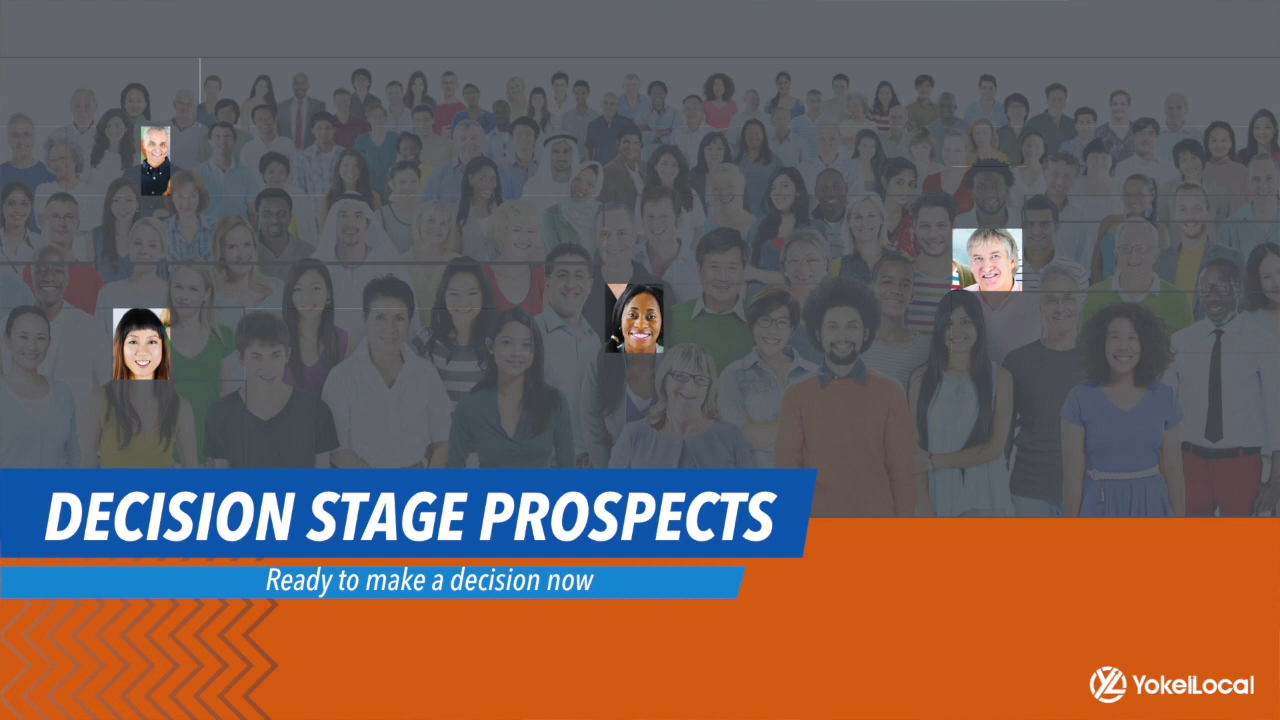 DECISION STAGE PROSPECTS
Ready to make a decision now
YokelLocal